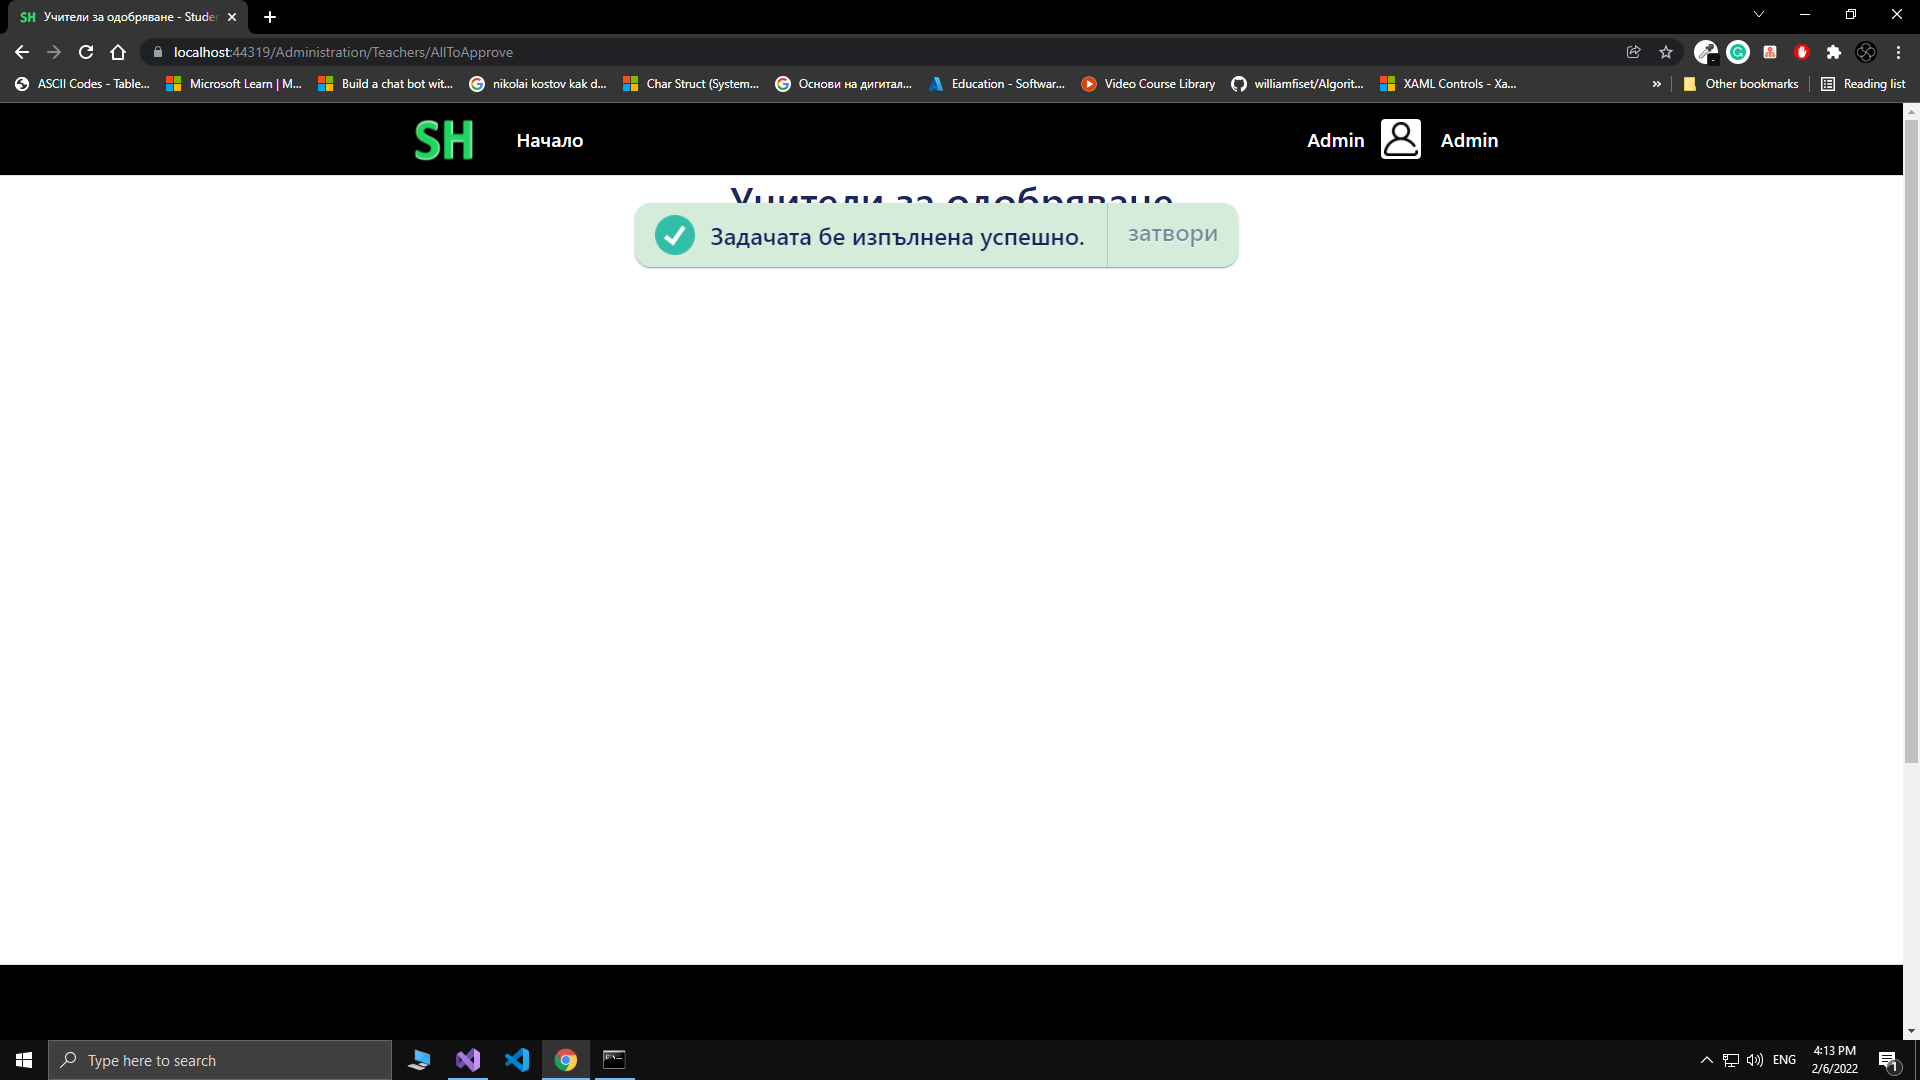 SH Учители за одобряване - Studen
localhost:44319/Administration/Teachers/AllToApprove
ASCII Codes - Table... Microsoft Learn | M... Build a chat bot wit... nikolai kostov kak d... Char Struct (System... Основи на дигитал... Education - Softwar... Video Course Library williamfiset/Algorit... XAML Controls - Xa... » Other bookmarks Reading list
SH Начало Admin Admin
Учители за одобряване
Задачата бе изпълнена успешно. затвори
Type here to search
ENG
4:13 PM
2/6/2022
1